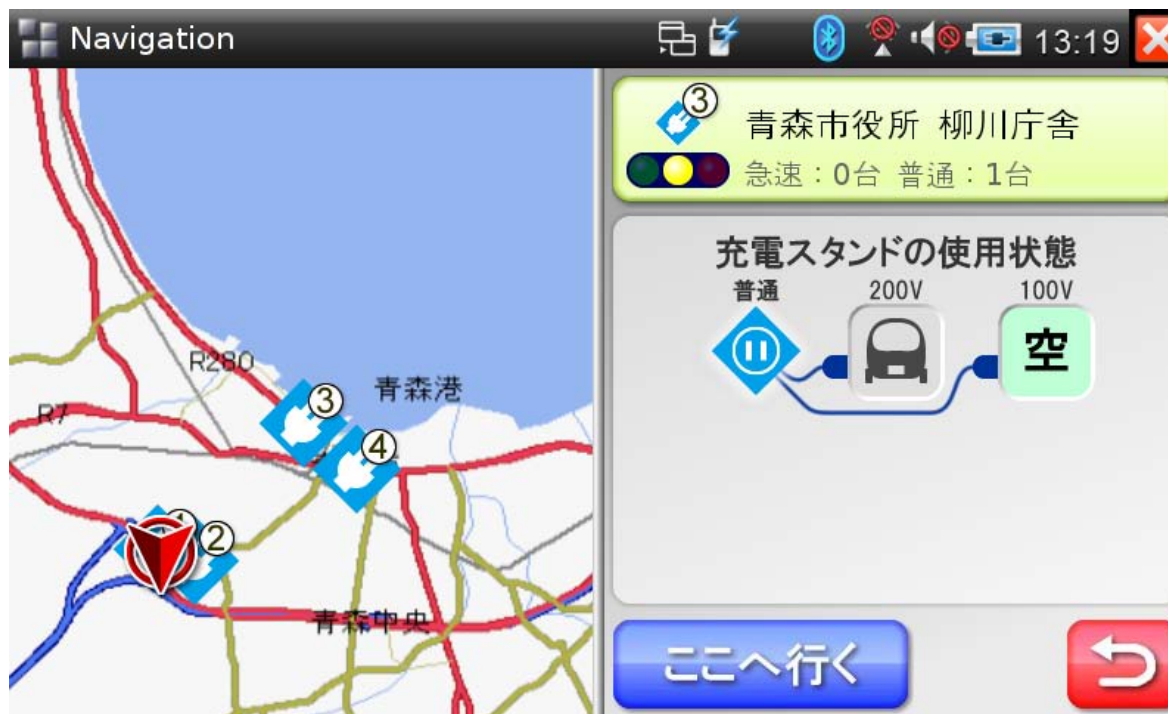 Navigation
13:19
R280
青森港
R7
③
④
②
青森中央
③
青森市役所 柳川庁舎
急速：0台 普通：1台
充電スタンドの使用状態
普通 200V 100V
空
ここへ行く